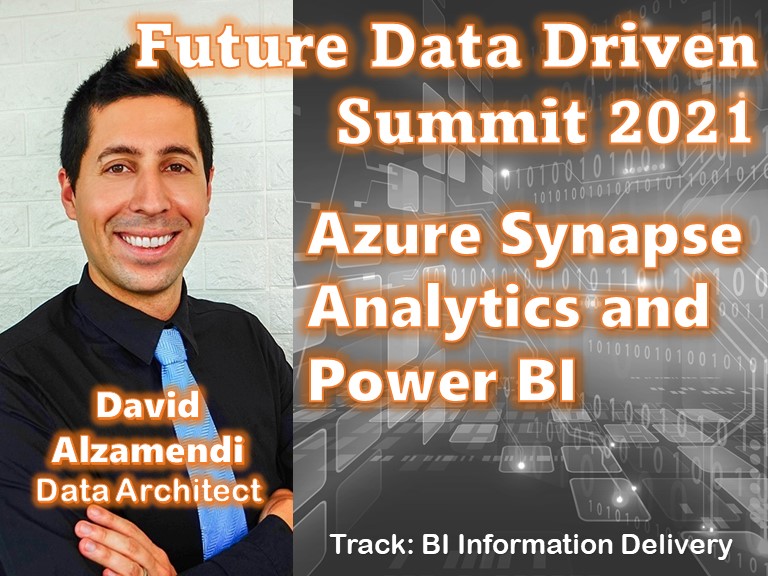 Future Data Driven
Summit 2021
Azure Synapse
Analytics and
Power BI
David
Alzamendi
Data Architect
Track: BI Information Delivery